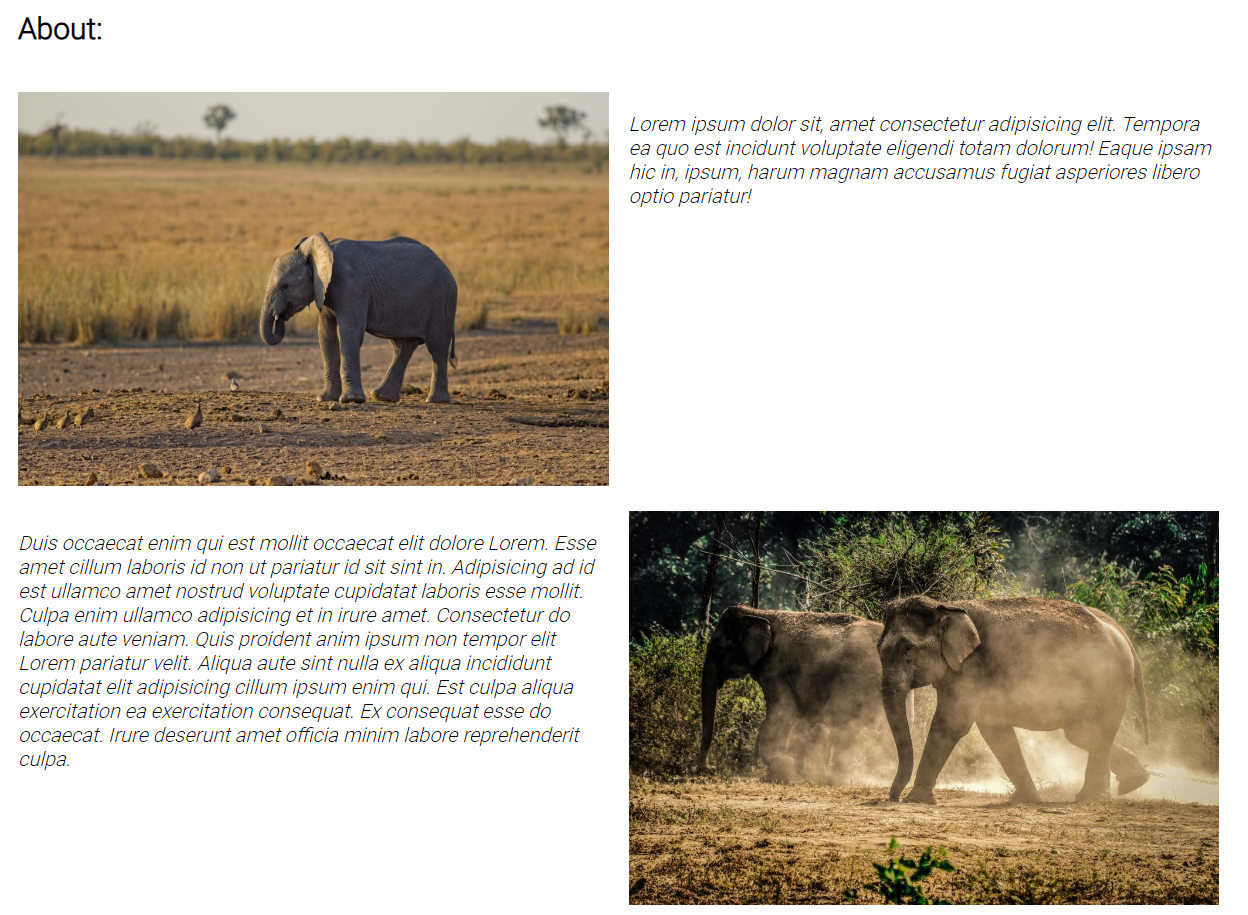 About:
Lorem ipsum dolor sit, amet consectetur adipisicing elit. Tempora
ea quo est incidunt voluptate eligendi totam dolorum! Eaque ipsam
hic in, ipsum, harum magnam accusamus fugiat asperiores libero
optio pariatur!
Duis occaecat enim qui est mollit occaecat elit dolore Lorem. Esse
amet cillum laboris id non ut pariatur id sit sint in. Adipisicing ad id
est ullamco amet nostrud voluptate cupidatat laboris esse mollit.
Culpa enim ullamco adipisicing et in irure amet. Consectetur do
labore aute veniam. Quis proident anim ipsum non tempor elit
Lorem pariatur velit. Aliqua aute sint nulla ex aliqua incididunt
cupidatat elit adipisicing cillum ipsum enim qui. Est culpa aliqua
exercitation ea exercitation consequat. Ex consequat esse do
occaecat. Irure deserunt amet officia minim labore reprehenderit
culpa.